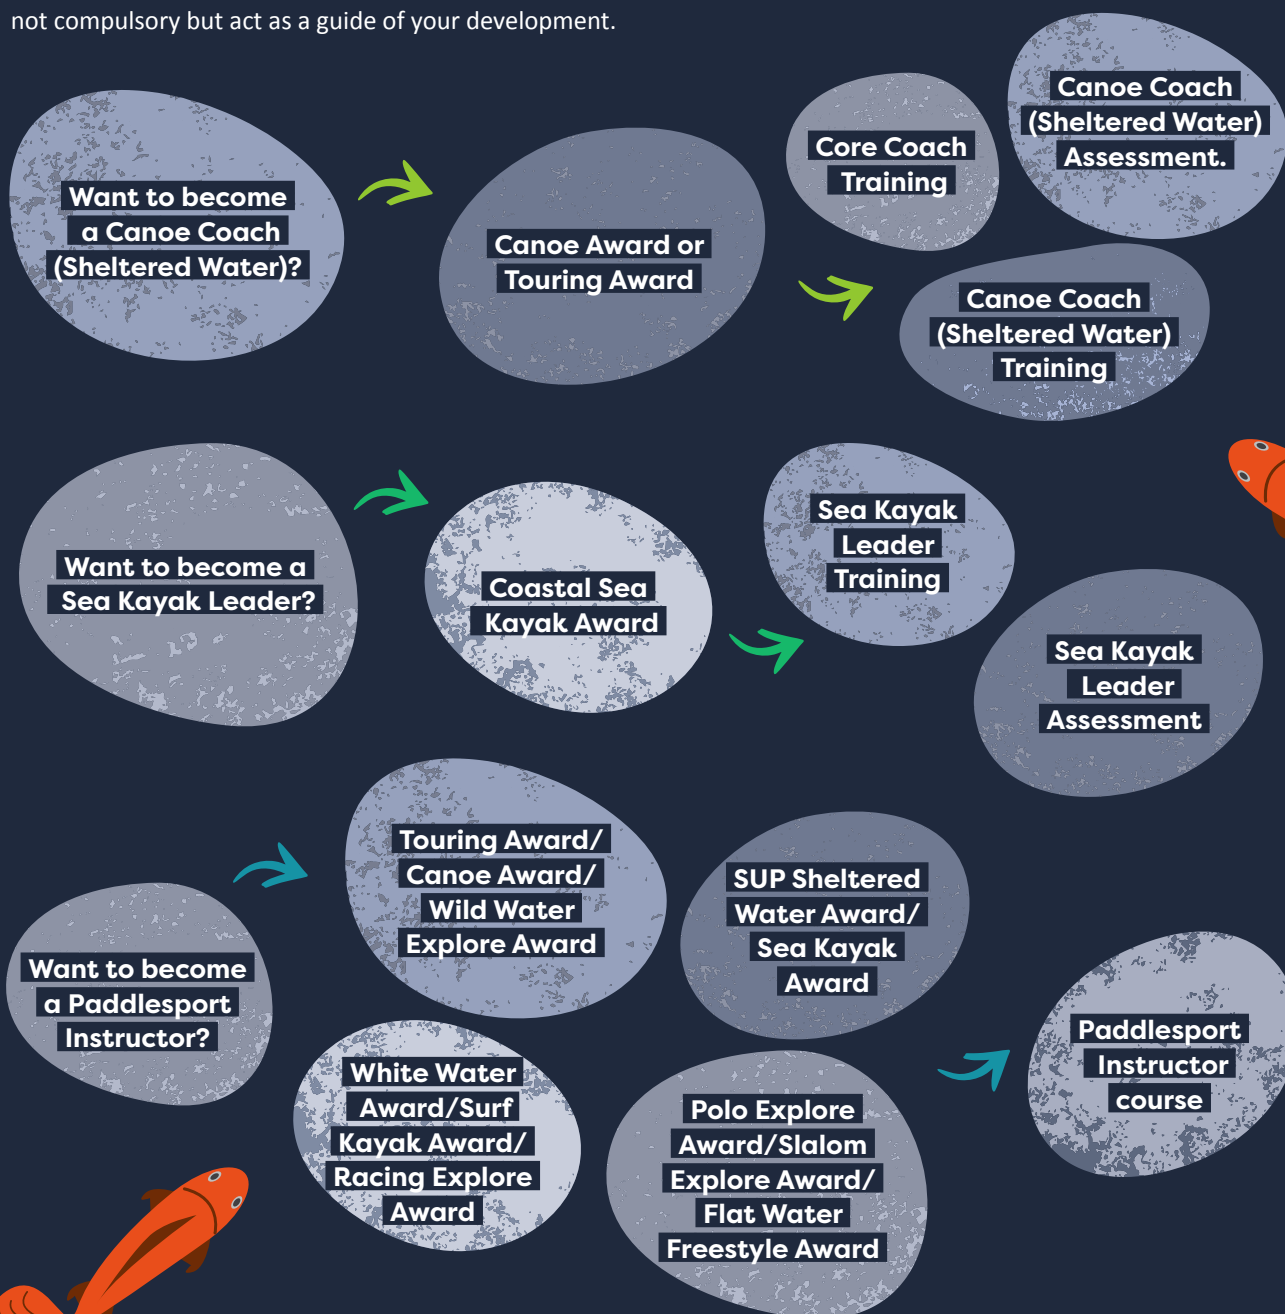 not compulsory but act as a guide of your development.
Want to become
a Canoe Coach
(Sheltered Water)?
Canoe Award or
Touring Award
Core Coach
Training
Canoe Coach
(Sheltered Water)
Assessment.
Canoe Coach
(Sheltered Water)
Training
Want to become a
Sea Kayak Leader?
Coastal Sea
Kayak Award
Sea Kayak
Leader
Training
Sea Kayak
Leader
Assessment
Want to become
a Paddlesport
Instructor?
Touring Award/
Canoe Award/
Wild Water
Explore Award
SUP Sheltered
Water Award/
Sea Kayak
Award
White Water
Award/Surf
Kayak Award/
Racing Explore
Award
Polo Explore
Award/Slalom
Explore Award/
Flat Water
Freestyle Award
Paddlesport
Instructor
course